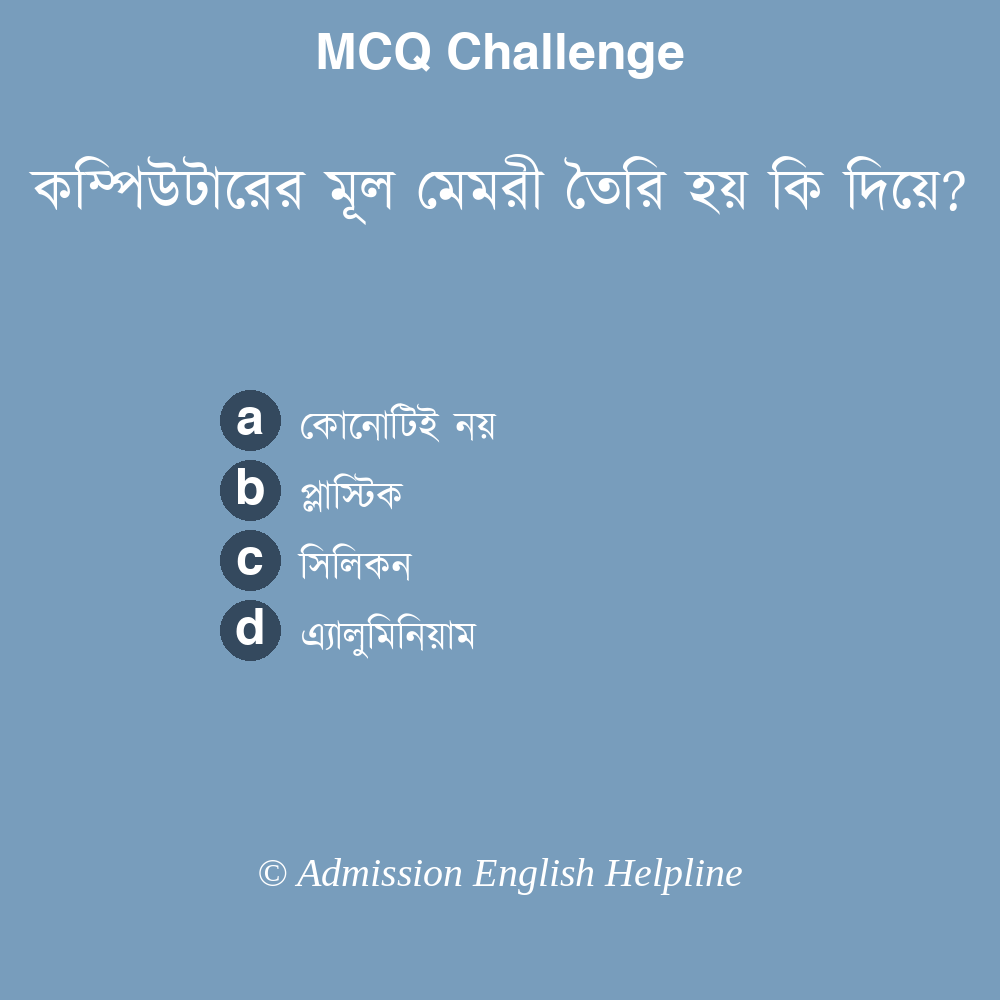 MCQ Challenge
কম্পিউটারের মূল মেমরী তৈরি হয় কি দিয়ে?
a কোনোটিই নয়
b প্লাস্টিক
c সিলিকন
d এ্যালুমিনিয়াম
© Admission English Helpline